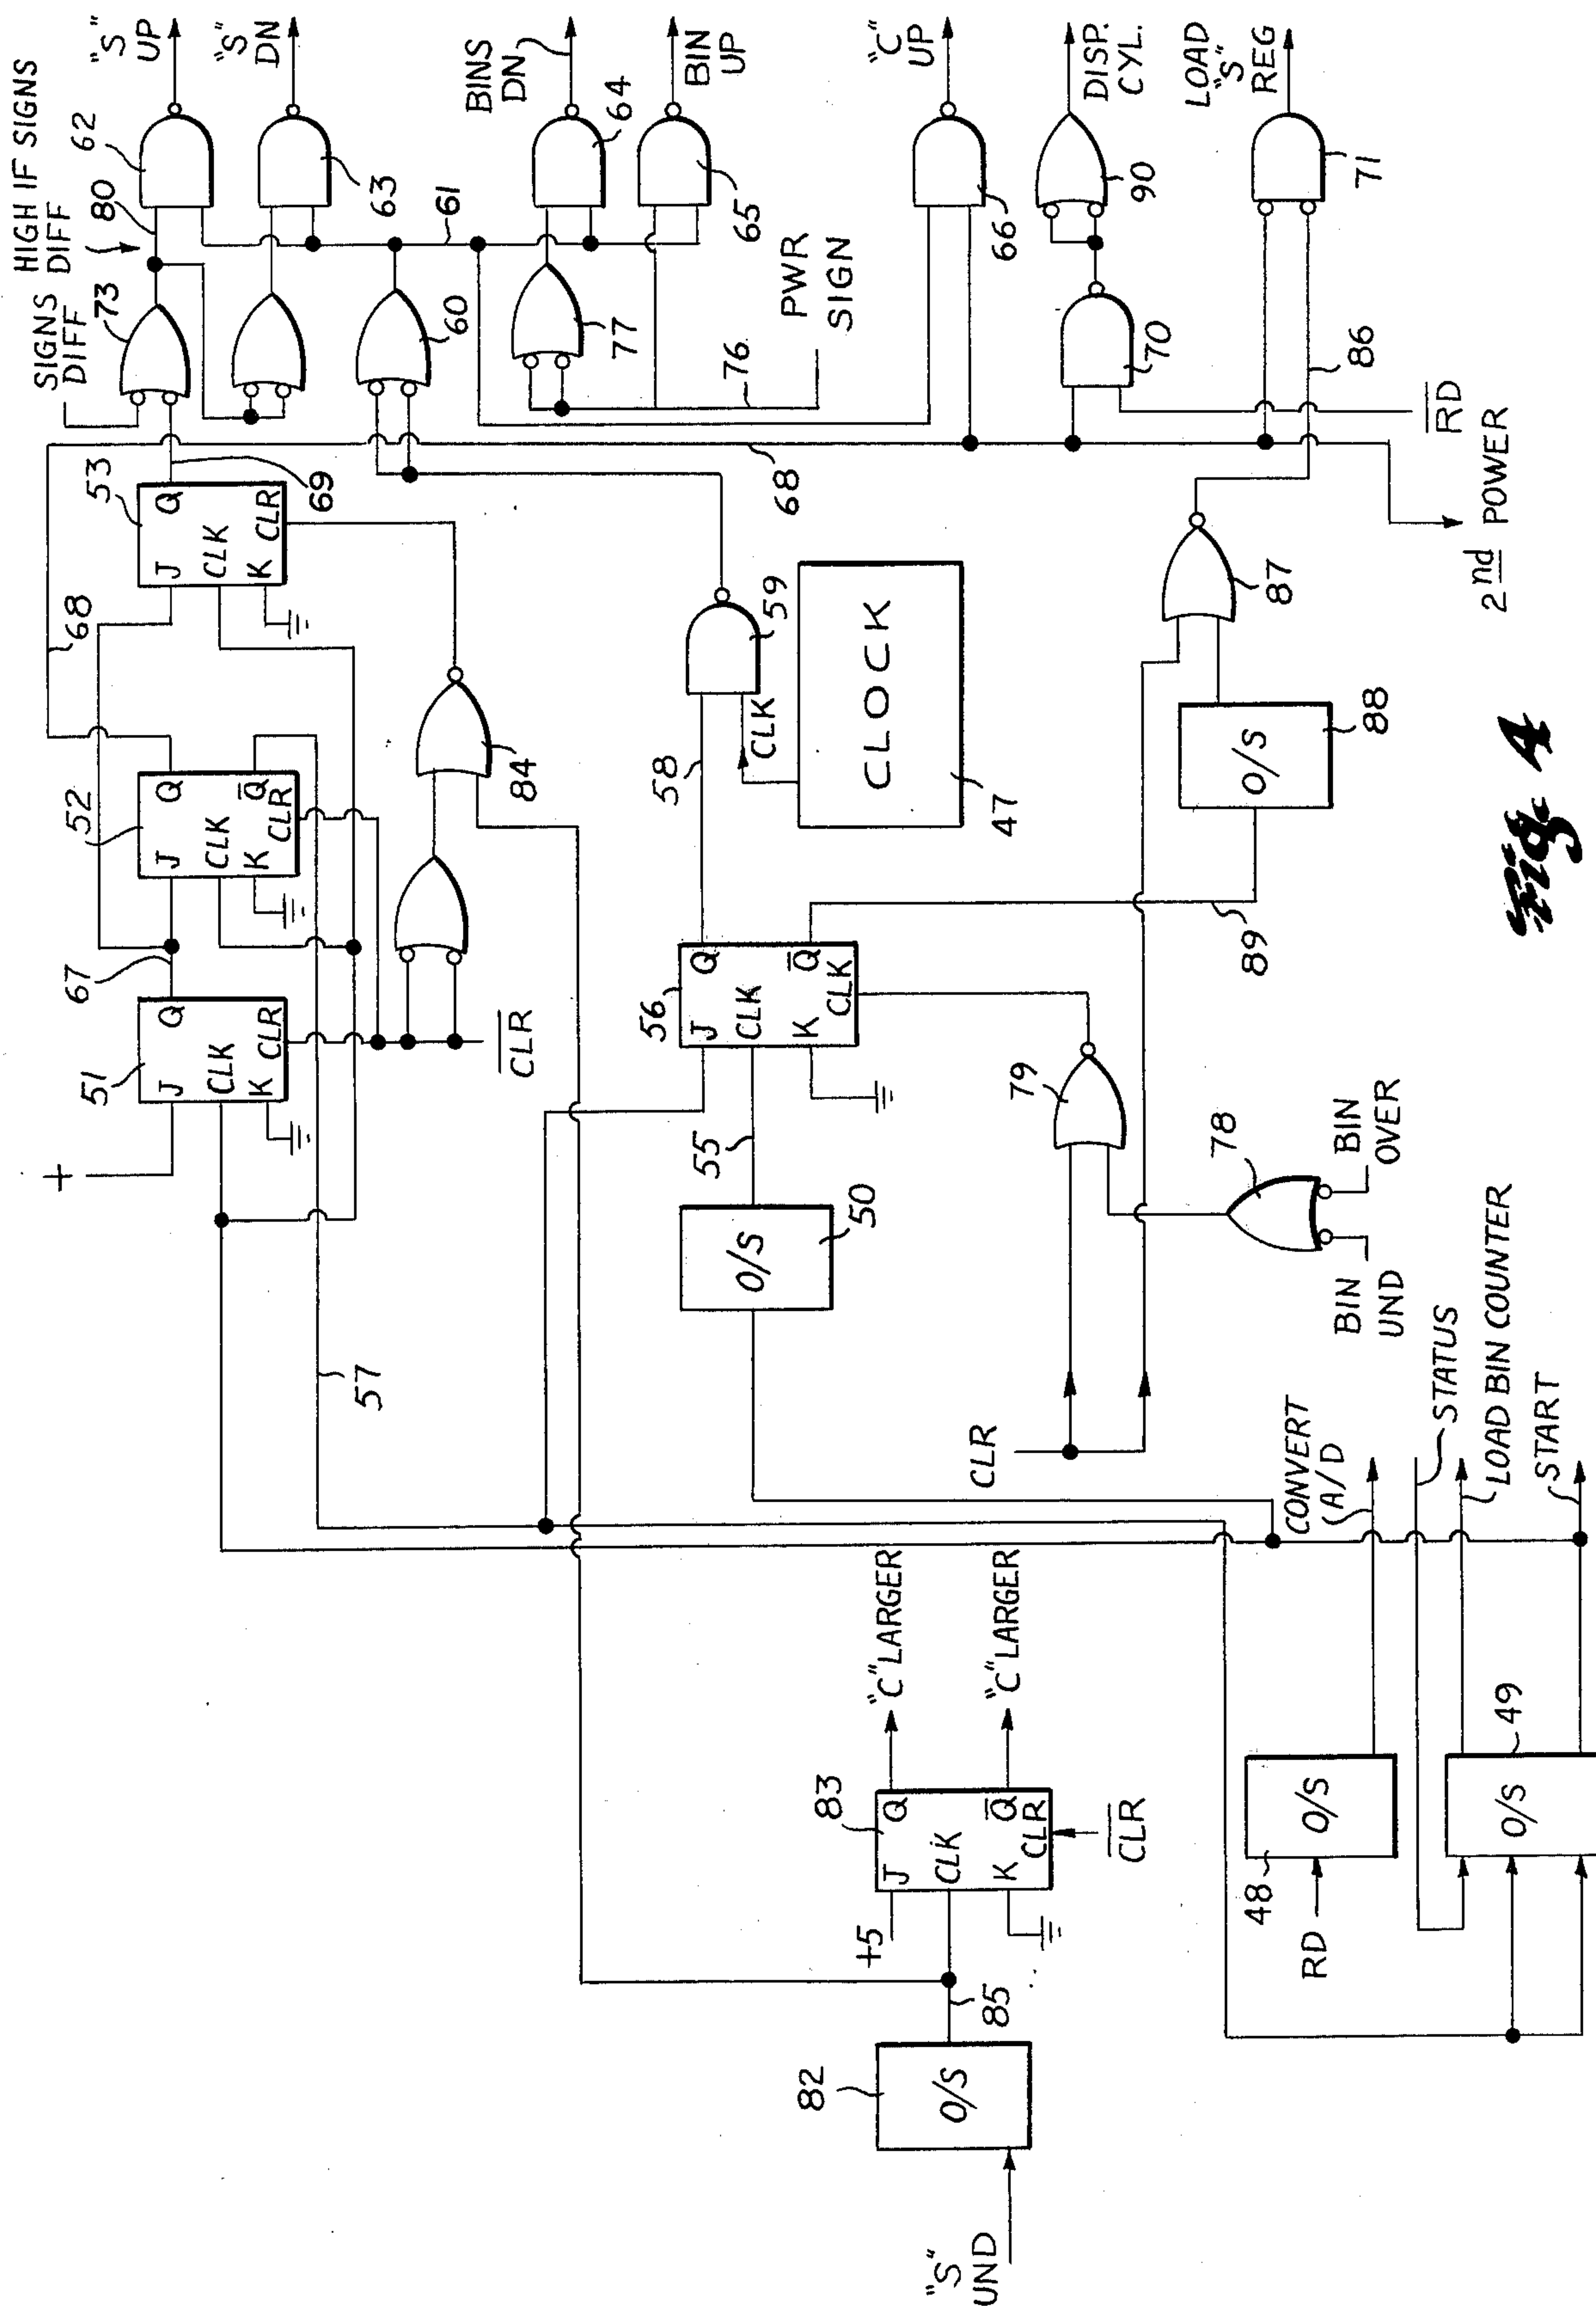 SIGNS
DIFF
HIGH IF SIGNS
DIFF
80
62
"S"
UP
"S"
DN
73
63
BINS
DN
64
BIN
UP
65
61
60
77
76
PWR
SIGN
"C"
UP
66
DISP.
CYL.
90
70
LOAD
"S"
REG
71
86
RD
2nd POWER
68
68
69
53
J
Q
CLK
K
CLR
52
J
Q
CLK
Q
K
CLR
67
51
J
Q
CLK
K
CLR
+
CLR
84
57
58
59
CLK
CLOCK
47
56
J
Q
CLK
Q
K
CLK
55
O/S
50
89
O/S
88
87
79
78
BIN
UND
BIN
OVER
CLR
CONVERT
A/D
STATUS
LOAD BIN COUNTER
START
"C" LARGER
"C" LARGER
83
J
Q
CLK
Q
K
CLR
+5
CLR
85
82
O/S
"S"
UND
48
O/S
RD
49
O/S
Fig. 4